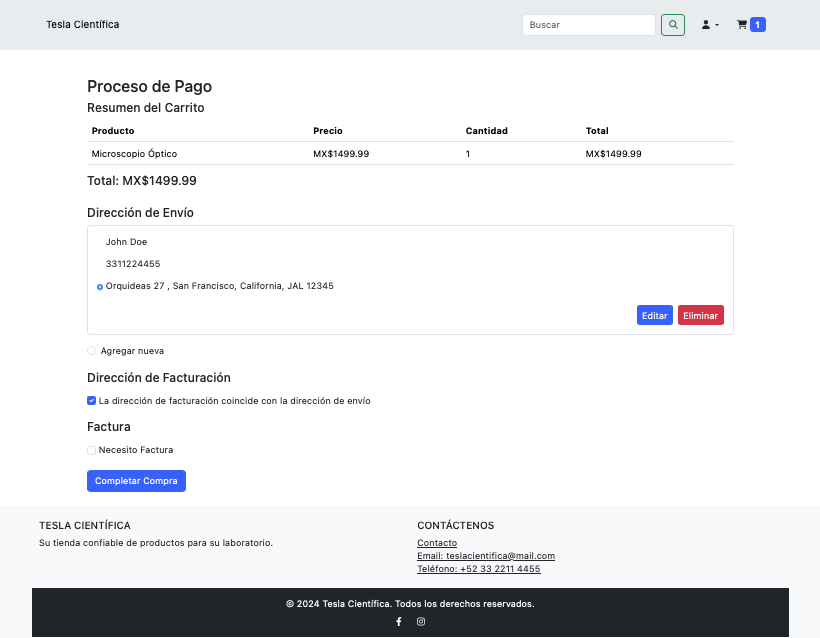 Tesla Científica
Buscar
1
Proceso de Pago
Resumen del Carrito
Producto Precio Cantidad Total
Microscopio Óptico MX$1499.99 1 MX$1499.99
Total: MX$1499.99
Dirección de Envío
John Doe
3311224455
Orquideas 27 , San Francisco, California, JAL 12345
Editar Eliminar
Agregar nueva
Dirección de Facturación
La dirección de facturación coincide con la dirección de envío
Factura
Necesito Factura
Completar Compra
TESLA CIENTÍFICA
Su tienda confiable de productos para su laboratorio.
CONTÁCTENOS
Contacto
Email: teslacientifica@mail.com
Teléfono: +52 33 2211 4455
© 2024 Tesla Científica. Todos los derechos reservados.